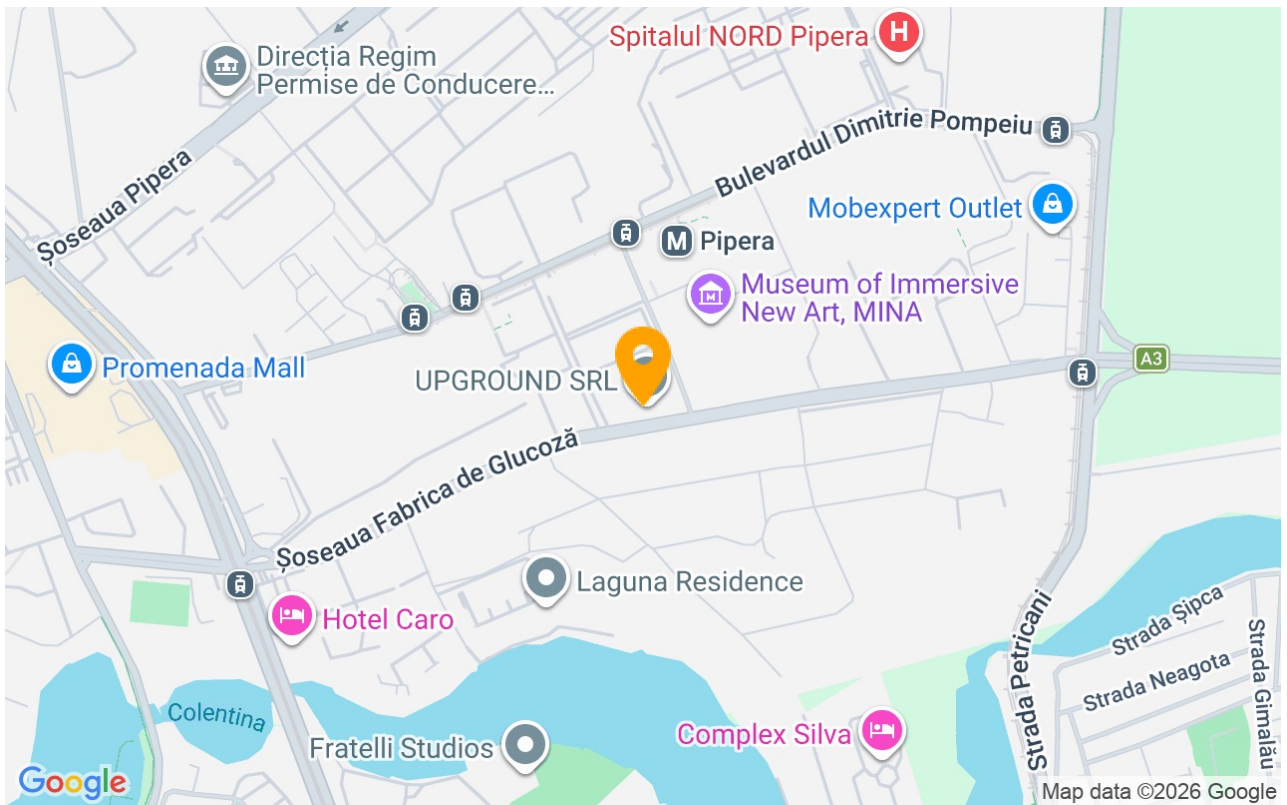 Spitalul NORD Pipera
H
Direcția Regim
Permise de Conducere...
Bulevardul Dimitrie Pompeiu
Șoseaua Pipera
Mobexpert Outlet
M
Pipera
Museum of Immersive
New Art, MINA
M
Promenada Mall
A3
UPGROUND SRL
Șoseaua Fabrica de Glucoză
Laguna Residence
Hotel Caro
Strada Șipca
Strada Neagota
Strada Gimalău
Strada Petricani
Colentina
Complex Silva
Fratelli Studios
Google
Map data ©2026 Google